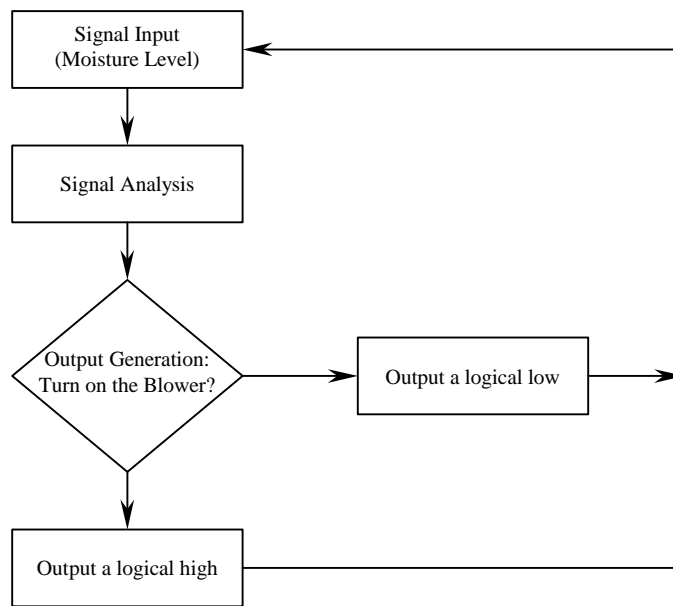 Signal Input
(Moisture Level)
Signal Analysis
Output Generation:
Turn on the Blower?
Output a logical low
Output a logical high